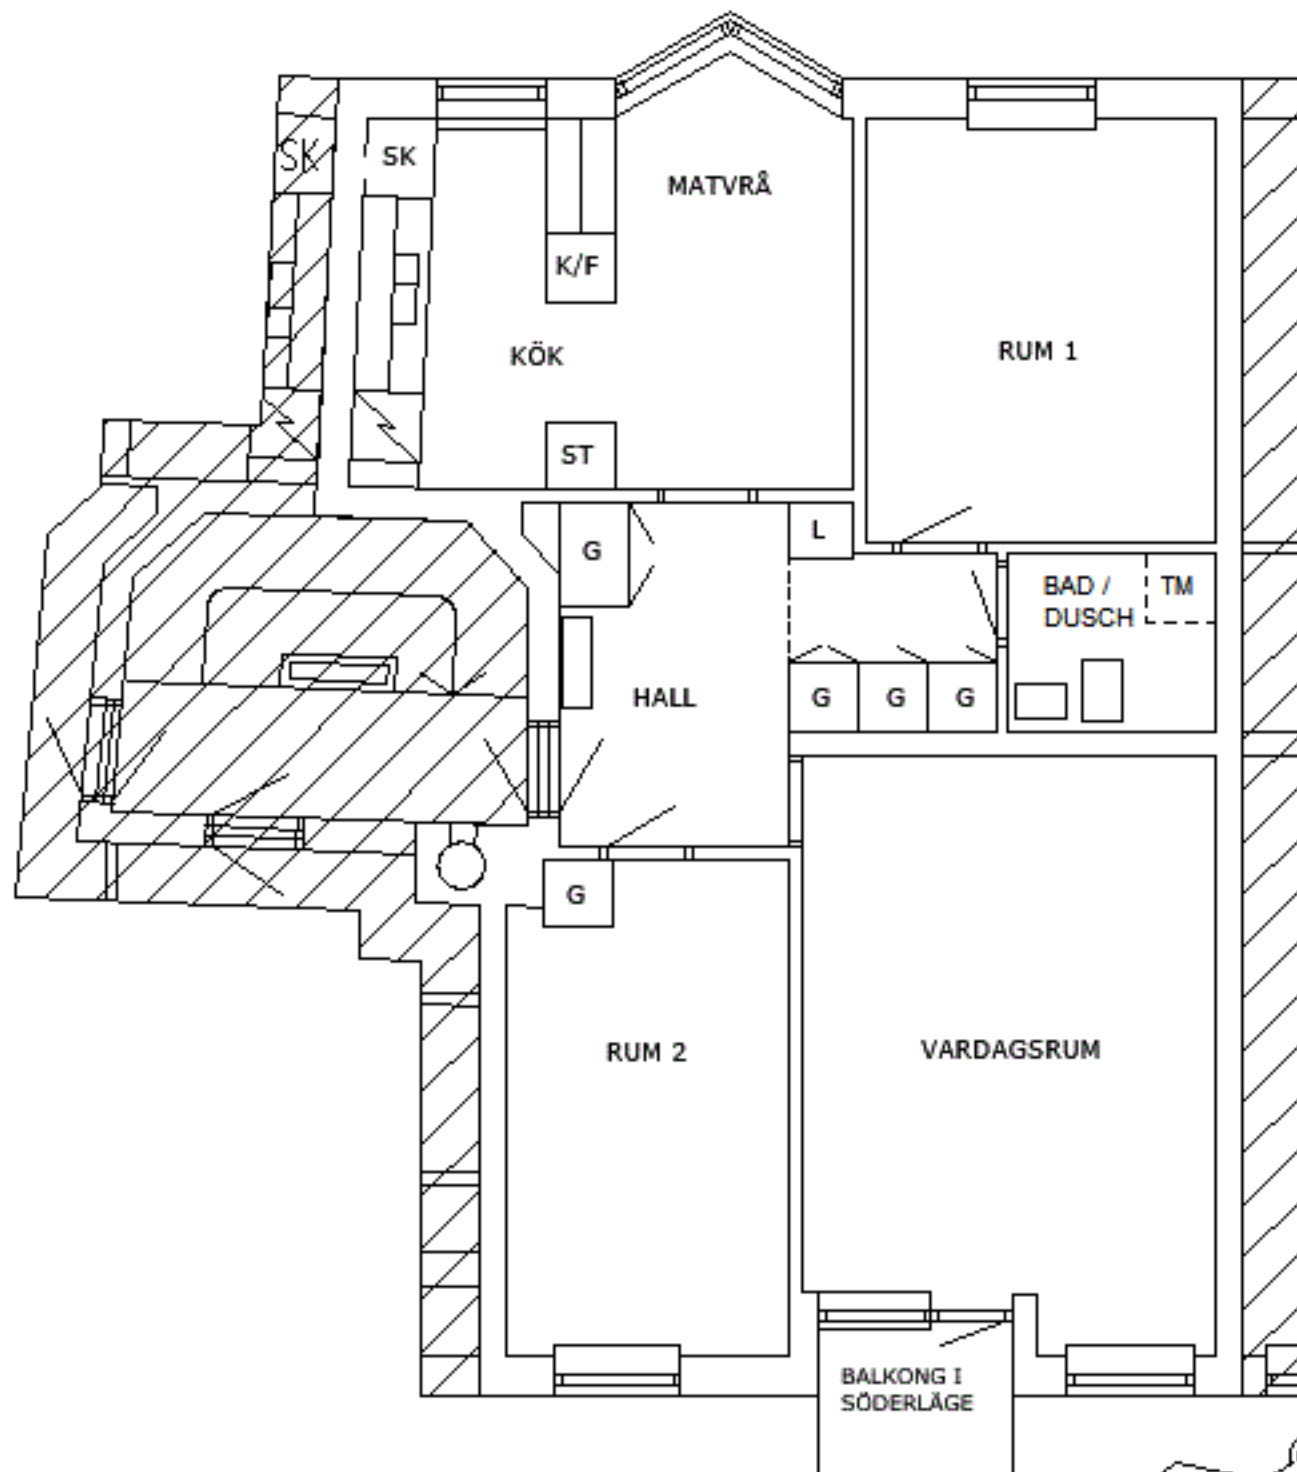 SK
SK
MATVRÅ
K/F
KÖK
RUM 1
ST
L
G
BAD /
DUSCH
TM
HALL
G
G
G
G
RUM 2
VARDAGSRUM
BALKONG I
SÖDERLÄGE